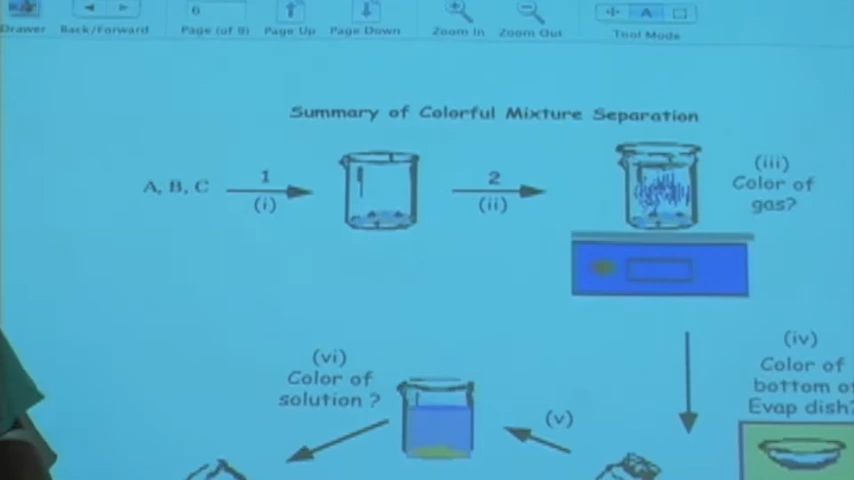 6
Drawer Back/Forward Page (of 9) Page Up Page Down Zoom In Zoom Out Tool Mode
A
Summary of Colorful Mixture Separation
A, B, C
1
(i)
2
(ii)
(iii)
Color of
gas?
(iv)
Color of
bottom of
Evap dish?
(v)
(vi)
Color of
solution ?